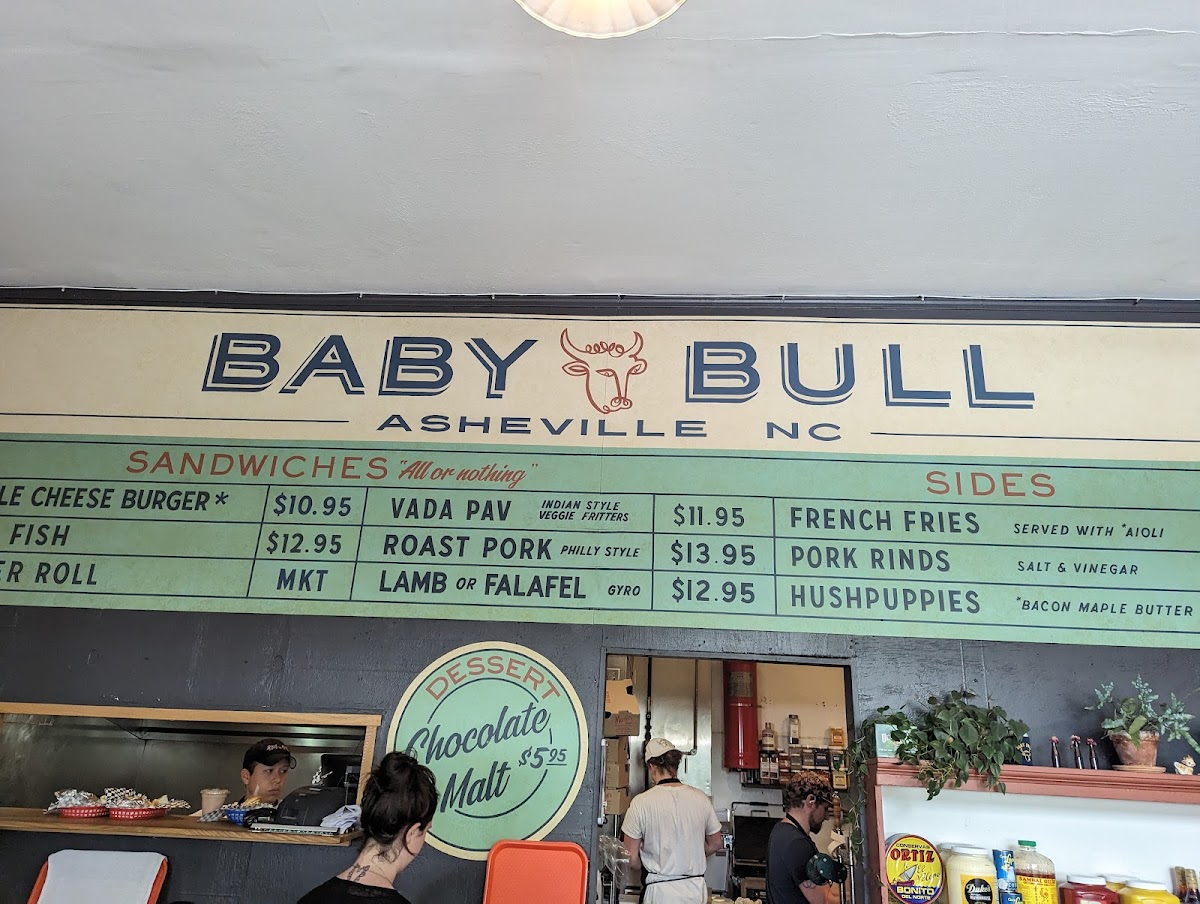 BABY BULL
ASHEVILLE NC
SANDWICHES "All or nothing"
LE CHEESE BURGER* $10.95
FISH $12.95
ER ROLL MKT
VADA PAV INDIAN STYLE VEGGIE FRITTERS $11.95
ROAST PORK PHILLY STYLE $13.95
LAMB OR FALAFEL GYRO $12.95
SIDES
FRENCH FRIES SERVED WITH *AIOLI
PORK RINDS SALT & VINEGAR
HUSHPUPPIES *BACON MAPLE BUTTER
DESSERT
Chocolate
Malt $5.95
CONSERVAS
ORTIZ
BONITO
DEL NORTE
Duke's